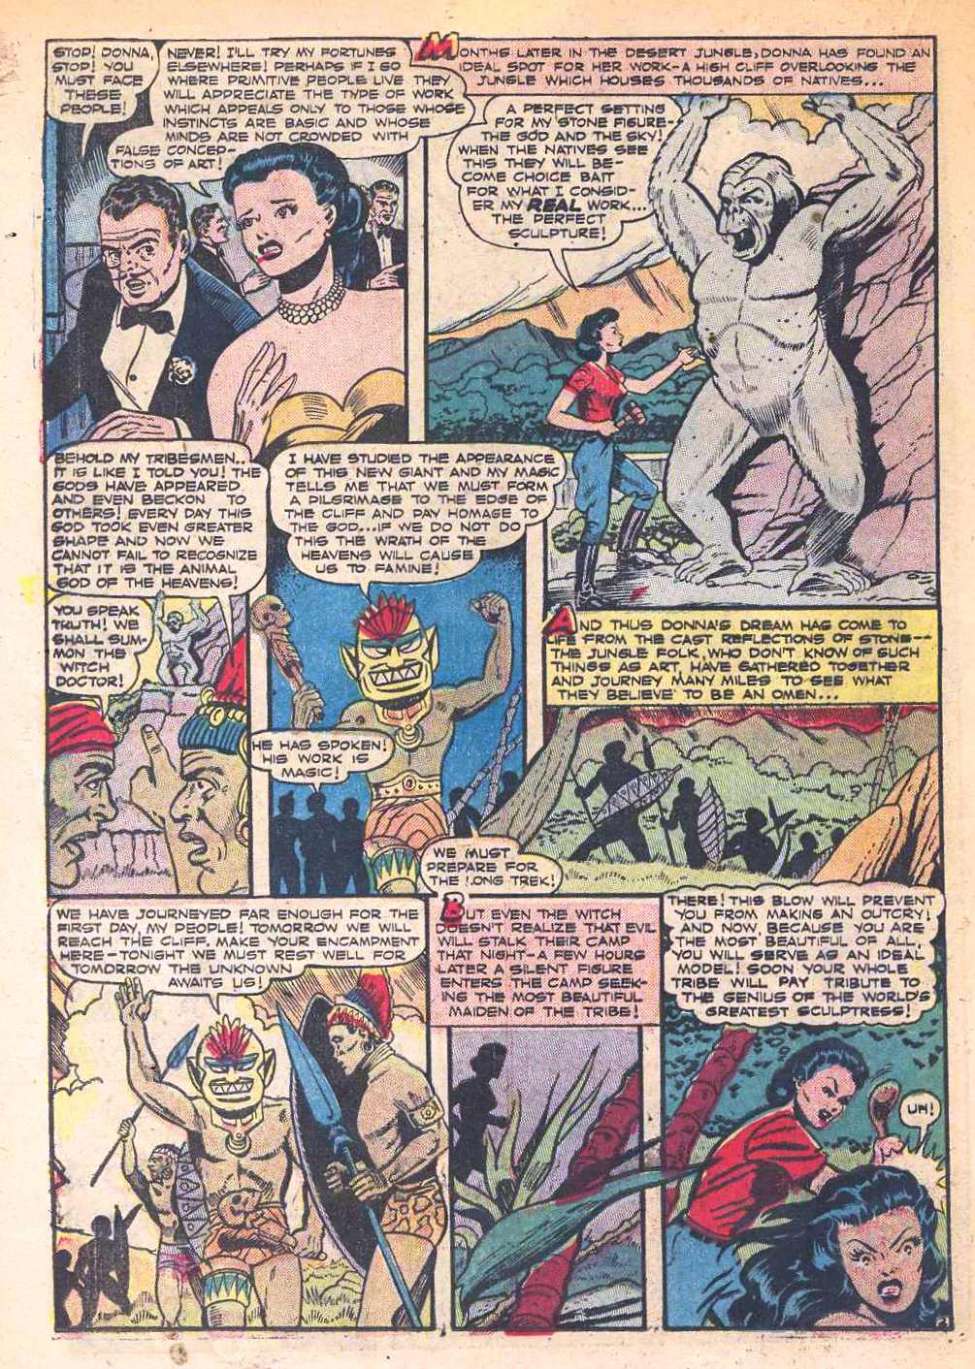 STOP! DONNA,
STOP! YOU
MUST FACE
THESE
PEOPLE!
NEVER! I'LL TRY MY FORTUNES
ELSEWHERE! PERHAPS IF I GO
WHERE PRIMITIVE PEOPLE LIVE THEY
WILL APPRECIATE THE TYPE OF WORK
WHICH APPEALS ONLY TO THOSE WHOSE
INSTINCTS ARE BASIC AND WHOSE
MINDS ARE NOT CROWDED WITH
FALSE CONCEP-
TIONS OF ART!
MONTHS LATER IN THE DESERT JUNGLE, DONNA HAS FOUND AN
IDEAL SPOT FOR HER WORK-A HIGH CLIFF OVERLOOKING THE
JUNGLE WHICH HOUSES THOUSANDS OF NATIVES...
A PERFECT SETTING
FOR MY STONE FIGURE-
THE GOD AND THE SKY!
WHEN THE NATIVES SEE
THIS THEY WILL BE-
COME CHOICE BAIT
FOR WHAT I CONSID-
ER MY REAL WORK...
THE PERFECT
SCULPTURE!
BEHOLD MY TRIBESMEN...
IT IS LIKE I TOLD YOU! THE
GODS HAVE APPEARED
AND EVEN BECKON TO
OTHERS! EVERY DAY THIS
GOD TOOK EVEN GREATER
SHAPE AND NOW WE
CANNOT FAIL TO RECOGNIZE
THAT IT IS THE ANIMAL
GOD OF THE HEAVENS!
YOU SPEAK
TRUTH! WE
SHALL SUM-
MON THE
WITCH
DOCTOR!
I HAVE STUDIED THE APPEARANCE
OF THIS NEW GIANT AND MY MAGIC
TELLS ME THAT WE MUST FORM
A PILGRIMAGE TO THE EDGE OF
THE CLIFF AND PAY HOMAGE TO
THE GOD...IF WE DO NOT DO
THIS THE WRATH OF THE
HEAVENS WILL CAUSE
US TO FAMINE!
HE HAS SPOKEN!
HIS WORK IS
MAGIC!
WE MUST
PREPARE FOR
THE LONG TREK!
AND THUS DONNA'S DREAM HAS COME TO
LIFE FROM THE CAST REFLECTIONS OF STONE--
THE JUNGLE FOLK, WHO DON'T KNOW OF SUCH
THINGS AS ART, HAVE GATHERED TOGETHER
AND JOURNEY MANY MILES TO SEE WHAT
THEY BELIEVE TO BE AN OMEN...
WE HAVE JOURNEYED FAR ENOUGH FOR THE
FIRST DAY, MY PEOPLE! TOMORROW WE WILL
REACH THE CLIFF. MAKE YOUR ENCAMPMENT
HERE-TONIGHT WE MUST REST WELL FOR
TOMORROW THE UNKNOWN
AWAITS US!
BUT EVEN THE WITCH
DOESN'T REALIZE THAT EVIL
WILL STALK THEIR CAMP
THAT NIGHT-A FEW HOURS
LATER A SILENT FIGURE
ENTERS THE CAMP SEEK-
ING THE MOST BEAUTIFUL
MAIDEN OF THE TRIBE!
THERE! THIS BLOW WILL PREVENT
YOU FROM MAKING AN OUTCRY!
AND NOW, BECAUSE YOU ARE
THE MOST BEAUTIFUL OF ALL,
YOU WILL SERVE AS AN IDEAL
MODEL! SOON YOUR WHOLE
TRIBE WILL PAY TRIBUTE TO
THE GENIUS OF THE WORLD'S
GREATEST SCULPTRESS!
UH!